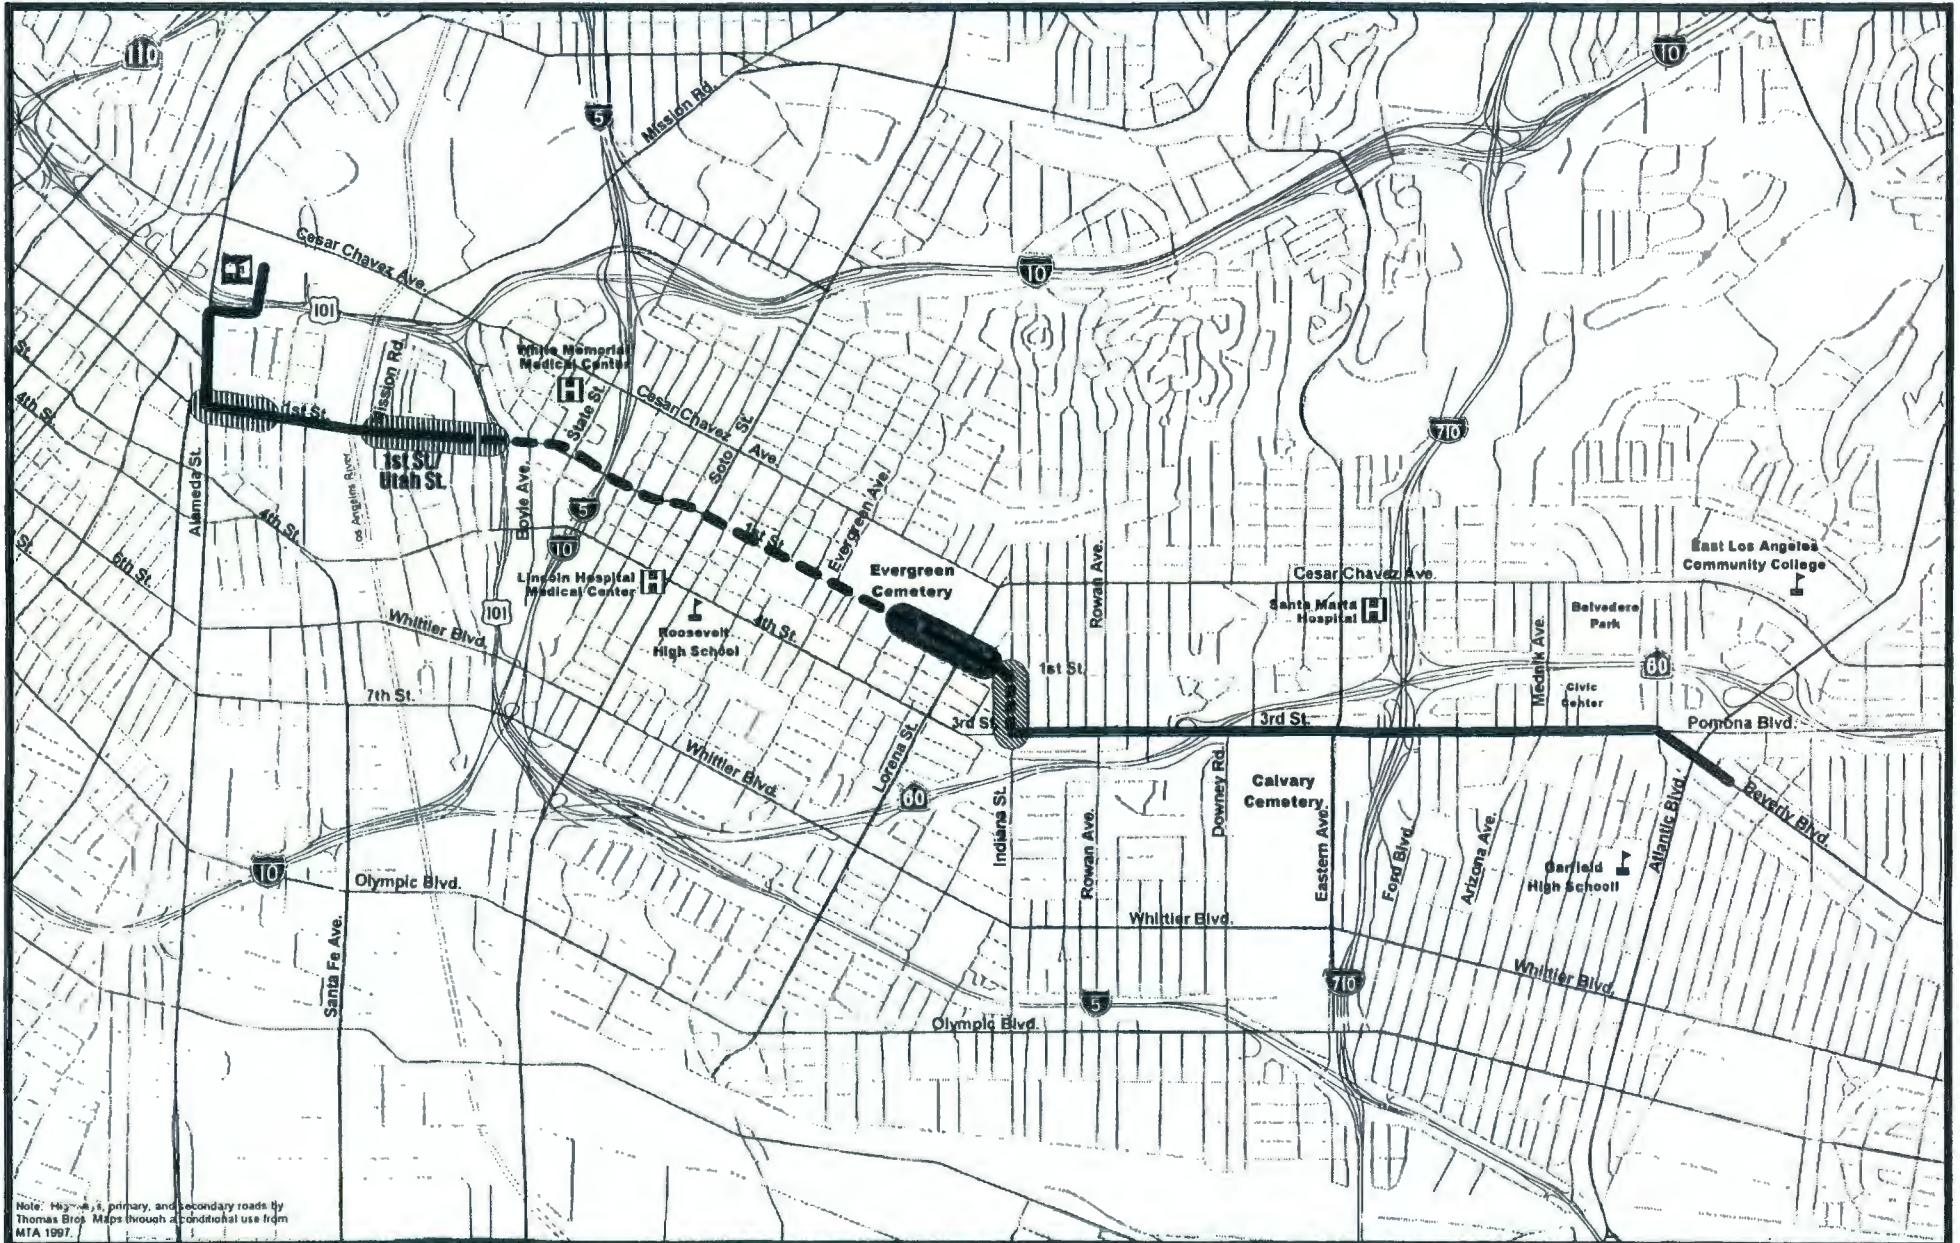 110
10
5
Mission Rd.
Cesar Chavez Ave.
10
101
St.
White Memorial
Medical Center
H
Mission Rd.
State St.
4th St.
1st St.
Cesar Chavez Ave.
Soto St.
710
1st St./
Utah St.
Alameda St.
Los Angeles River
Boyle Ave.
5
4th St.
1st St.
Evergreen Ave.
St.
6th St.
10
Rowan Ave.
East Los Angeles
Community College
Lincoln Hospital
Medical Center
H
Evergreen
Cemetery
Cesar Chavez Ave.
Santa Marta
Hospital
H
Belvedere
Park
101
Whittier Blvd.
Roosevelt
High School
4th St.
Mednik Ave.
1st St.
60
7th St.
Civic
Center
3rd St.
3rd St.
Pomona Blvd.
Whittier Blvd.
Lorena St.
60
Indiana St.
Downey Rd.
Calvary
Cemetery
Beverly Blvd.
Atlantic Blvd.
Rowan Ave.
Eastern Ave.
Ford Blvd.
Arizona Ave.
Garfield
High Schooll
10
Olympic Blvd.
Santa Fe Ave.
Whittier Blvd.
Whittier Blvd.
710
5
Olympic Blvd.
Note: Highways, primary, and secondary roads by
Thomas Bros. Maps through a conditional use from
MTA 1997.